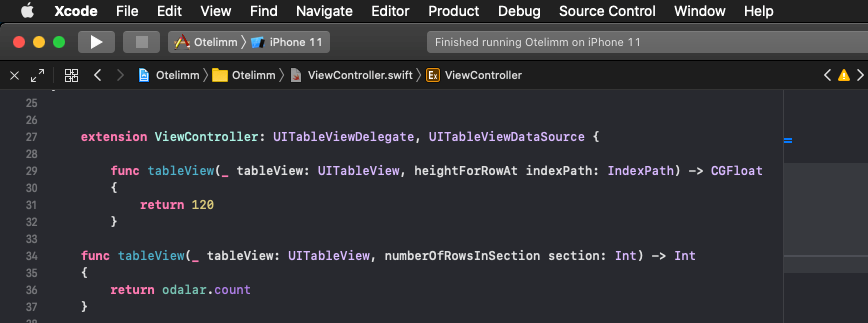 Xcode File Edit View Find Navigate Editor Product Debug Source Control Window Help
Otelimm iPhone 11 Finished running Otelimm on iPhone 11
Otelimm Otelimm ViewController.swift Ex ViewController
25
26
27 extension ViewController: UITableViewDelegate, UITableViewDataSource {
28
29 func tableView(_ tableView: UITableView, heightForRowAt indexPath: IndexPath) -> CGFloat
30 {
31 return 120
32 }
33
34 func tableView(_ tableView: UITableView, numberOfRowsInSection section: Int) -> Int
35 {
36 return odalar.count
37 }